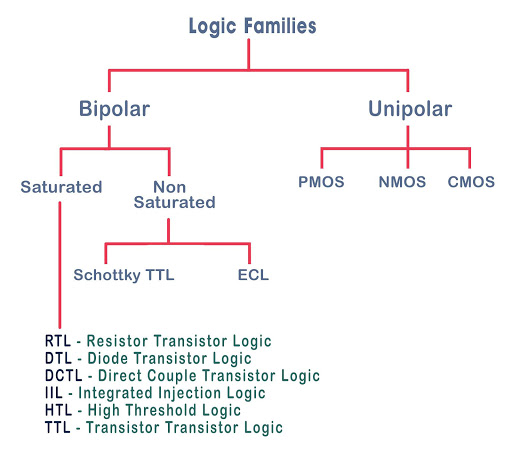 Logic Families
Bipolar
Unipolar
Saturated
Non
Saturated
PMOS
NMOS
CMOS
Schottky TTL
ECL
RTL - Resistor Transistor Logic
DTL - Diode Transistor Logic
DCTL - Direct Couple Transistor Logic
IIL - Integrated Injection Logic
HTL - High Threshold Logic
TTL - Transistor Transistor Logic